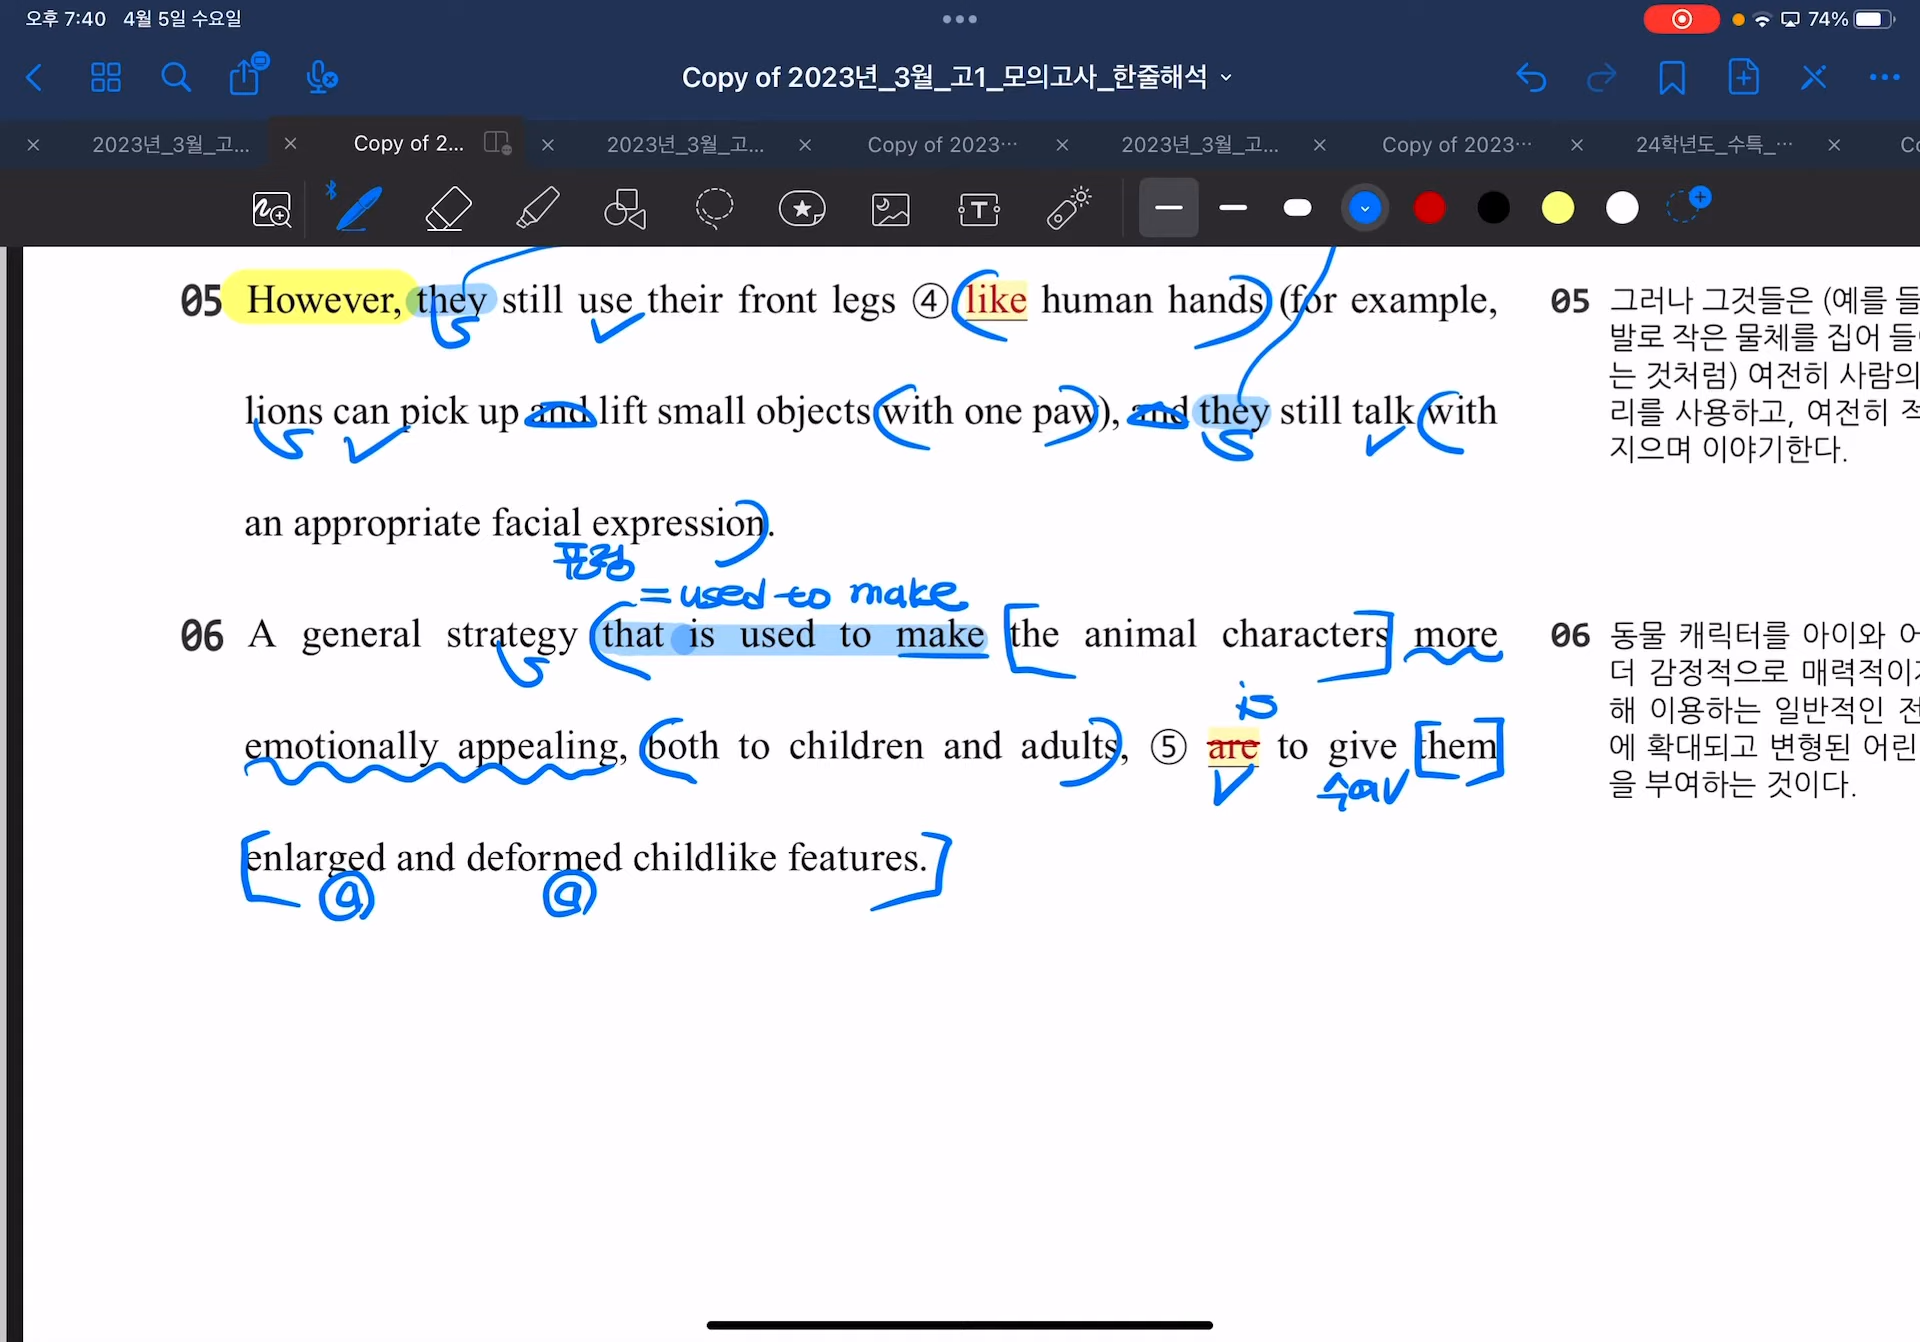 오후 7:40 4월 5일 수요일
74%
Copy of 2023년_3월_고1_모의고사_한줄해석
2023년_3월_고...
Copy of 2...
2023년_3월_고...
Copy of 2023...
2023년_3월_고...
Copy of 2023...
24학년도_수특_...
05 However, they still use their front legs ④ like human hands (for example,
lions can pick up and lift small objects with one paw), and they still talk with
an appropriate facial expression.
표정
= used to make
06 A general strategy that is used to make the animal characters more
is
emotionally appealing, both to children and adults, ⑤ are to give them
수여V
enlarged and deformed childlike features.
ⓐ ⓐ
05 그러나 그것들은 (예를 들
발로 작은 물체를 집어 들
는 것처럼) 여전히 사람의
리를 사용하고, 여전히 적
지으며 이야기한다.
06 동물 캐릭터를 아이와 어
더 감정적으로 매력적이
해 이용하는 일반적인 전
에 확대되고 변형된 어린
을 부여하는 것이다.